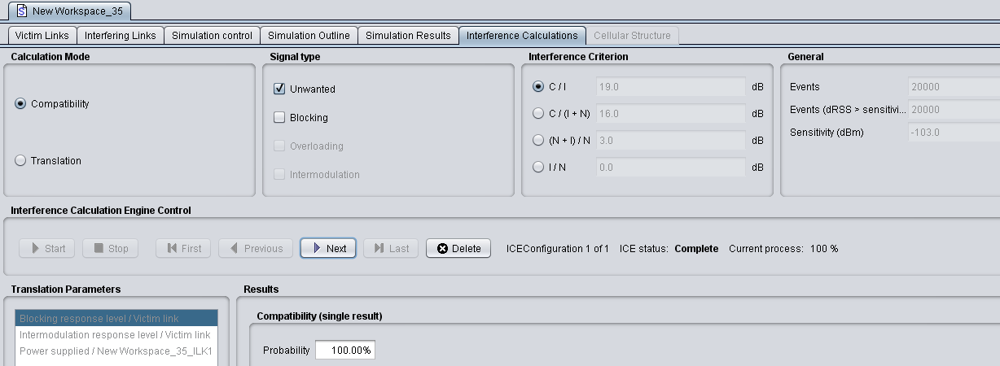 New Workspace_35
Victim Links Interfering Links Simulation control Simulation Outline Simulation Results Interference Calculations Cellular Structure
Calculation Mode
Compatibility
Translation
Signal type
Unwanted
Blocking
Overloading
Intermodulation
Interference Criterion
C / I 19.0 dB
C / (I + N) 16.0 dB
(N + I) / N 3.0 dB
I / N 0.0 dB
General
Events 20000
Events (dRSS > sensitivi... 20000
Sensitivity (dBm) -103.0
Interference Calculation Engine Control
Start Stop First Previous Next Last Delete ICEConfiguration 1 of 1 ICE status: Complete Current process: 100 %
Translation Parameters
Blocking response level / Victim link
Intermodulation response level / Victim link
Power supplied / New Workspace_35_ILK1
Results
Compatibility (single result)
Probability 100.00%